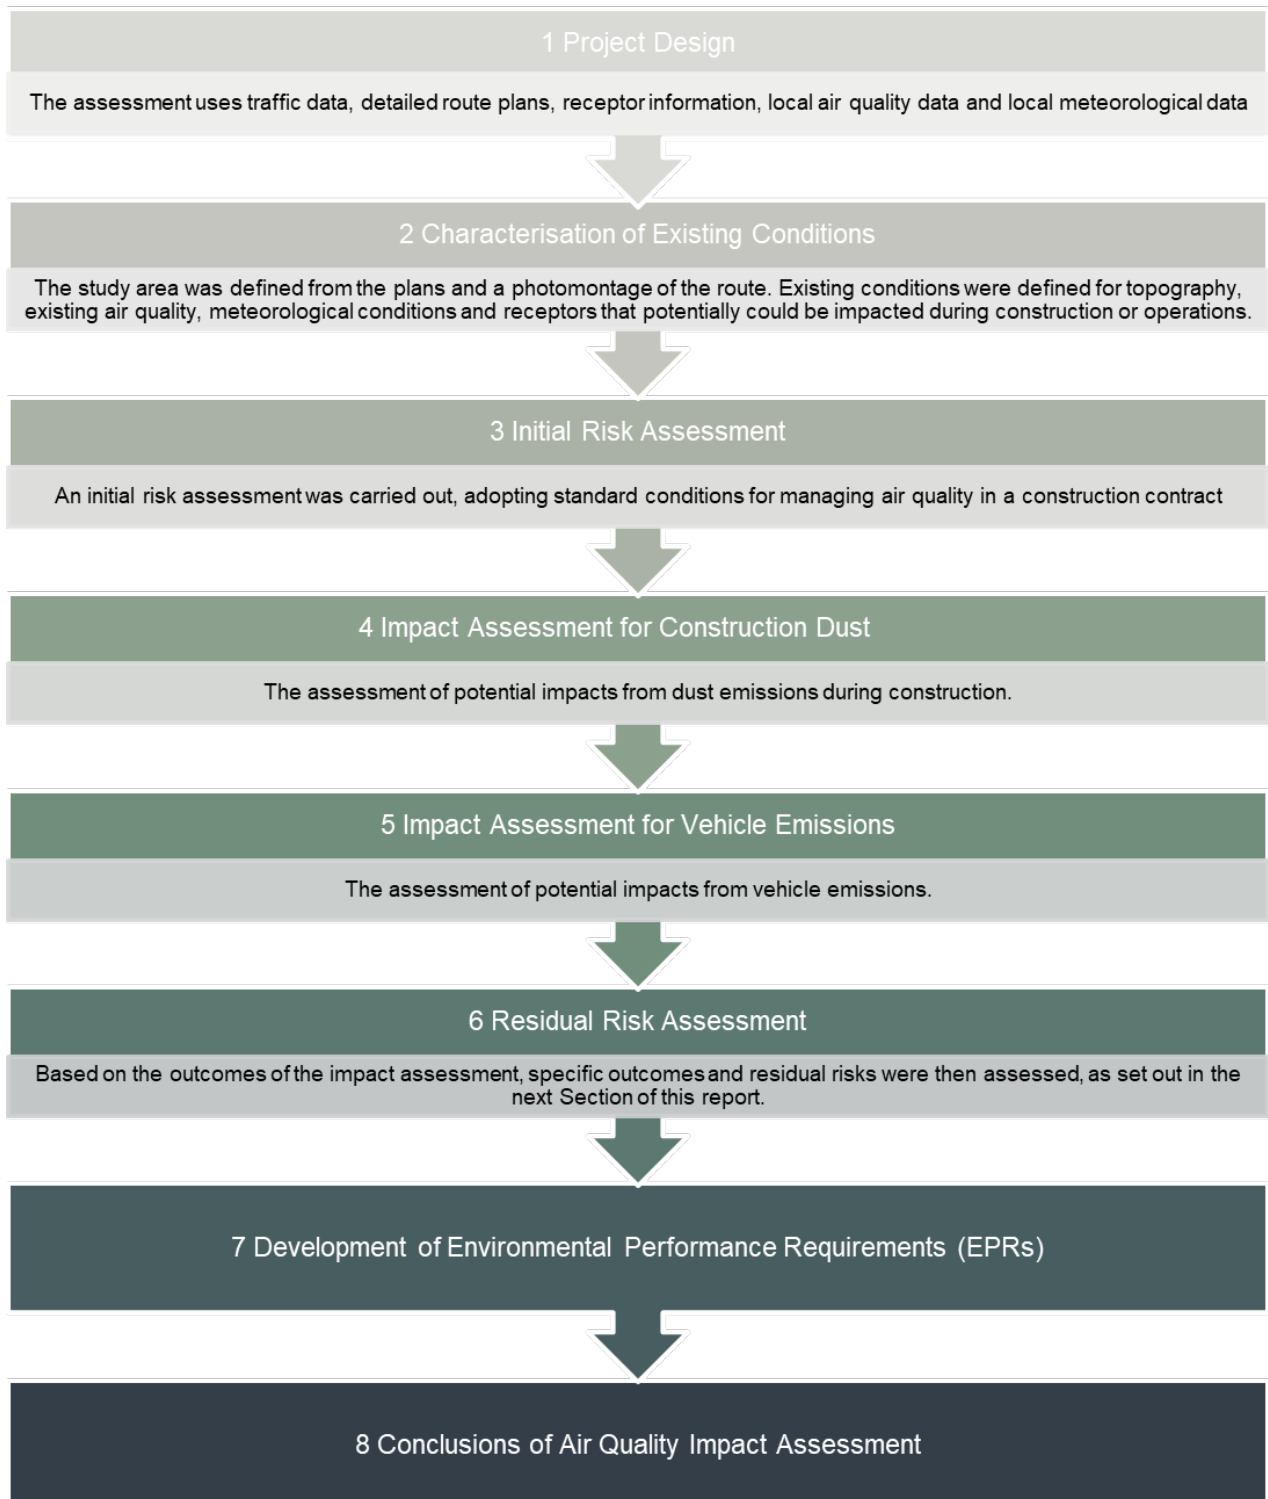 1 Project Design
The assessment uses traffic data, detailed route plans, receptor information, local air quality data and local meteorological data
2 Characterisation of Existing Conditions
The study area was defined from the plans and a photomontage of the route. Existing conditions were defined for topography,
existing air quality, meteorological conditions and receptors that potentially could be impacted during construction or operations.
3 Initial Risk Assessment
An initial risk assessment was carried out, adopting standard conditions for managing air quality in a construction contract
4 Impact Assessment for Construction Dust
The assessment of potential impacts from dust emissions during construction.
5 Impact Assessment for Vehicle Emissions
The assessment of potential impacts from vehicle emissions.
6 Residual Risk Assessment
Based on the outcomes of the impact assessment, specific outcomes and residual risks were then assessed, as set out in the
next Section of this report.
7 Development of Environmental Performance Requirements (EPRs)
8 Conclusions of Air Quality Impact Assessment